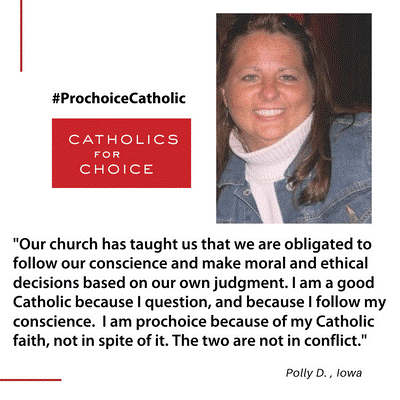 #ProchoiceCatholic
CATHOLICS
FOR
CHOICE
"Our church has taught us that we are obligated to
follow our conscience and make moral and ethical
decisions based on our own judgment. I am a good
Catholic because I question, and because I follow my
conscience.  I am prochoice because of my Catholic
faith, not in spite of it. The two are not in conflict."
Polly D. , Iowa